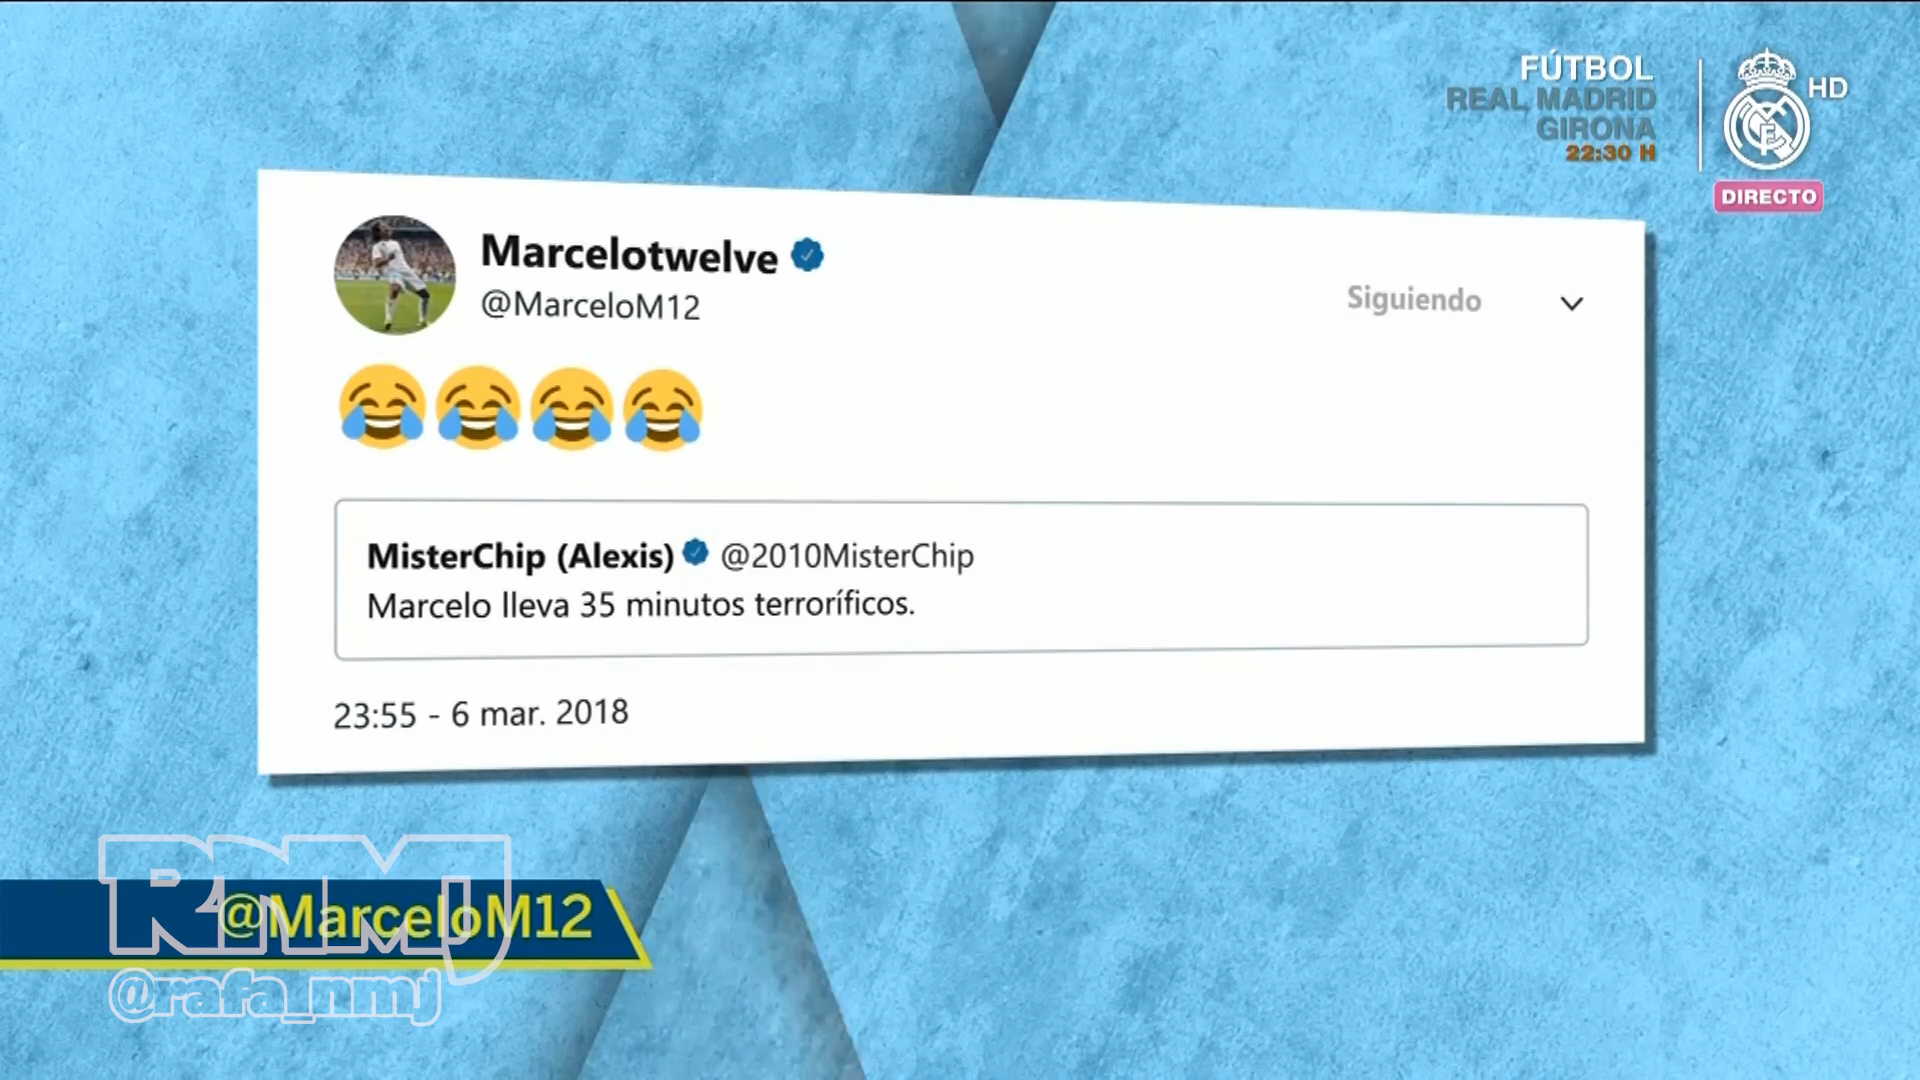 FÚTBOL
REAL MADRID
GIRONA
22:30 H
HD
DIRECTO
Marcelotwelve
@MarceloM12
Siguiendo
😂😂😂😂
MisterChip (Alexis) @2010MisterChip
Marcelo lleva 35 minutos terroríficos.
23:55 - 6 mar. 2018
@MarceloM12
RNMJ
@rafa_nmj